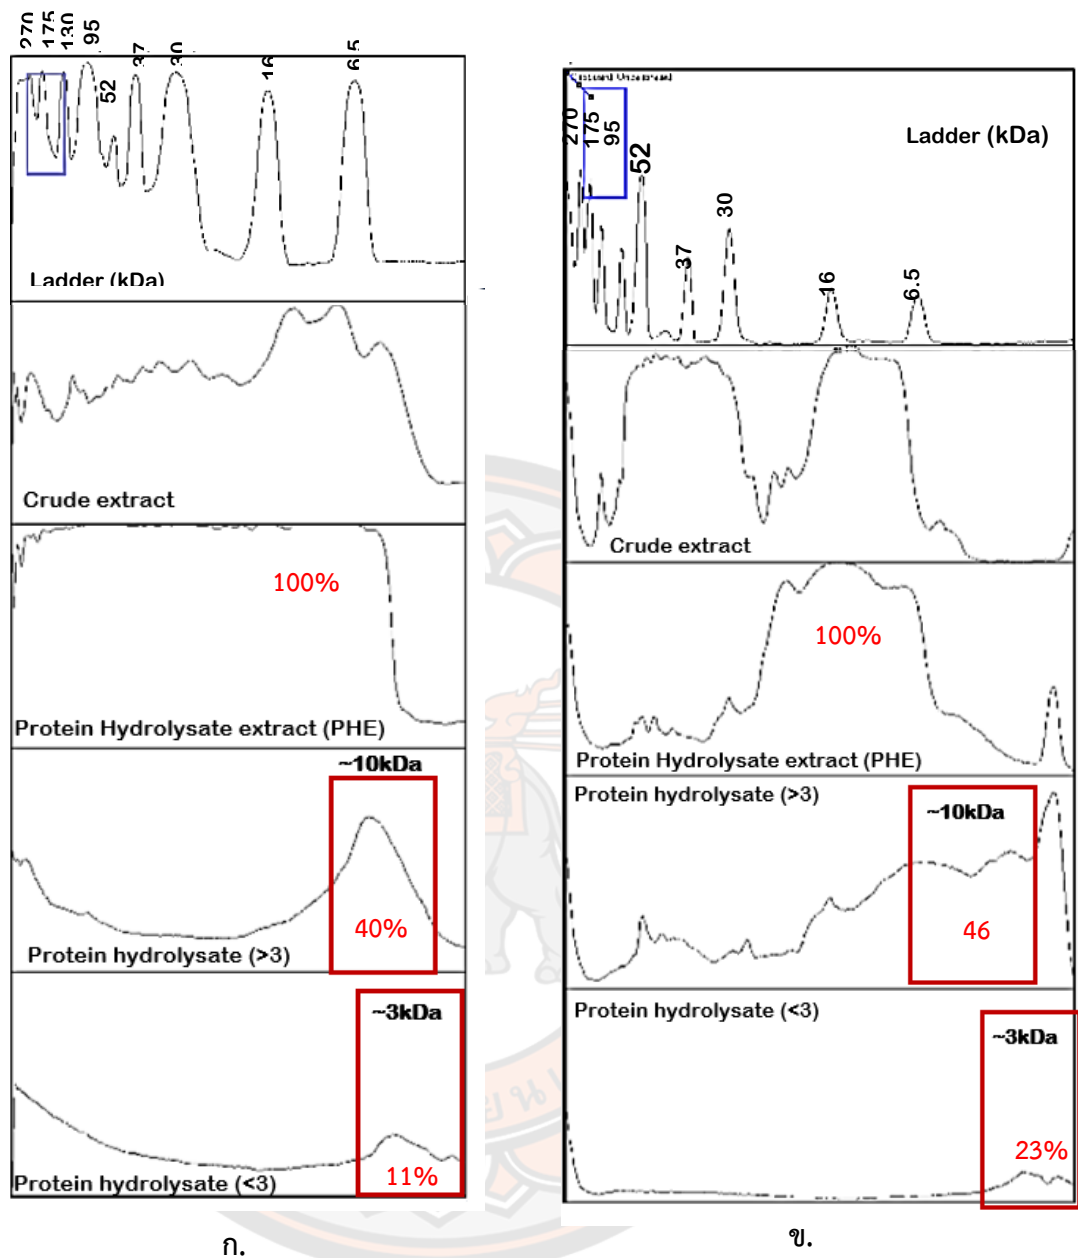 270
175
130
95
52
37
30
16
6.5
Ladder (kDa)
Crude extract
100%
Protein Hydrolysate extract (PHE)
~10kDa
40%
Protein hydrolysate (>3)
~3kDa
11%
Protein hydrolysate (<3)
ก.
270
175
95
52
37
30
16
6.5
Ladder (kDa)
Crude extract
100%
Protein Hydrolysate extract (PHE)
Protein hydrolysate (>3)
~10kDa
46
Protein hydrolysate (<3)
~3kDa
23%
ข.